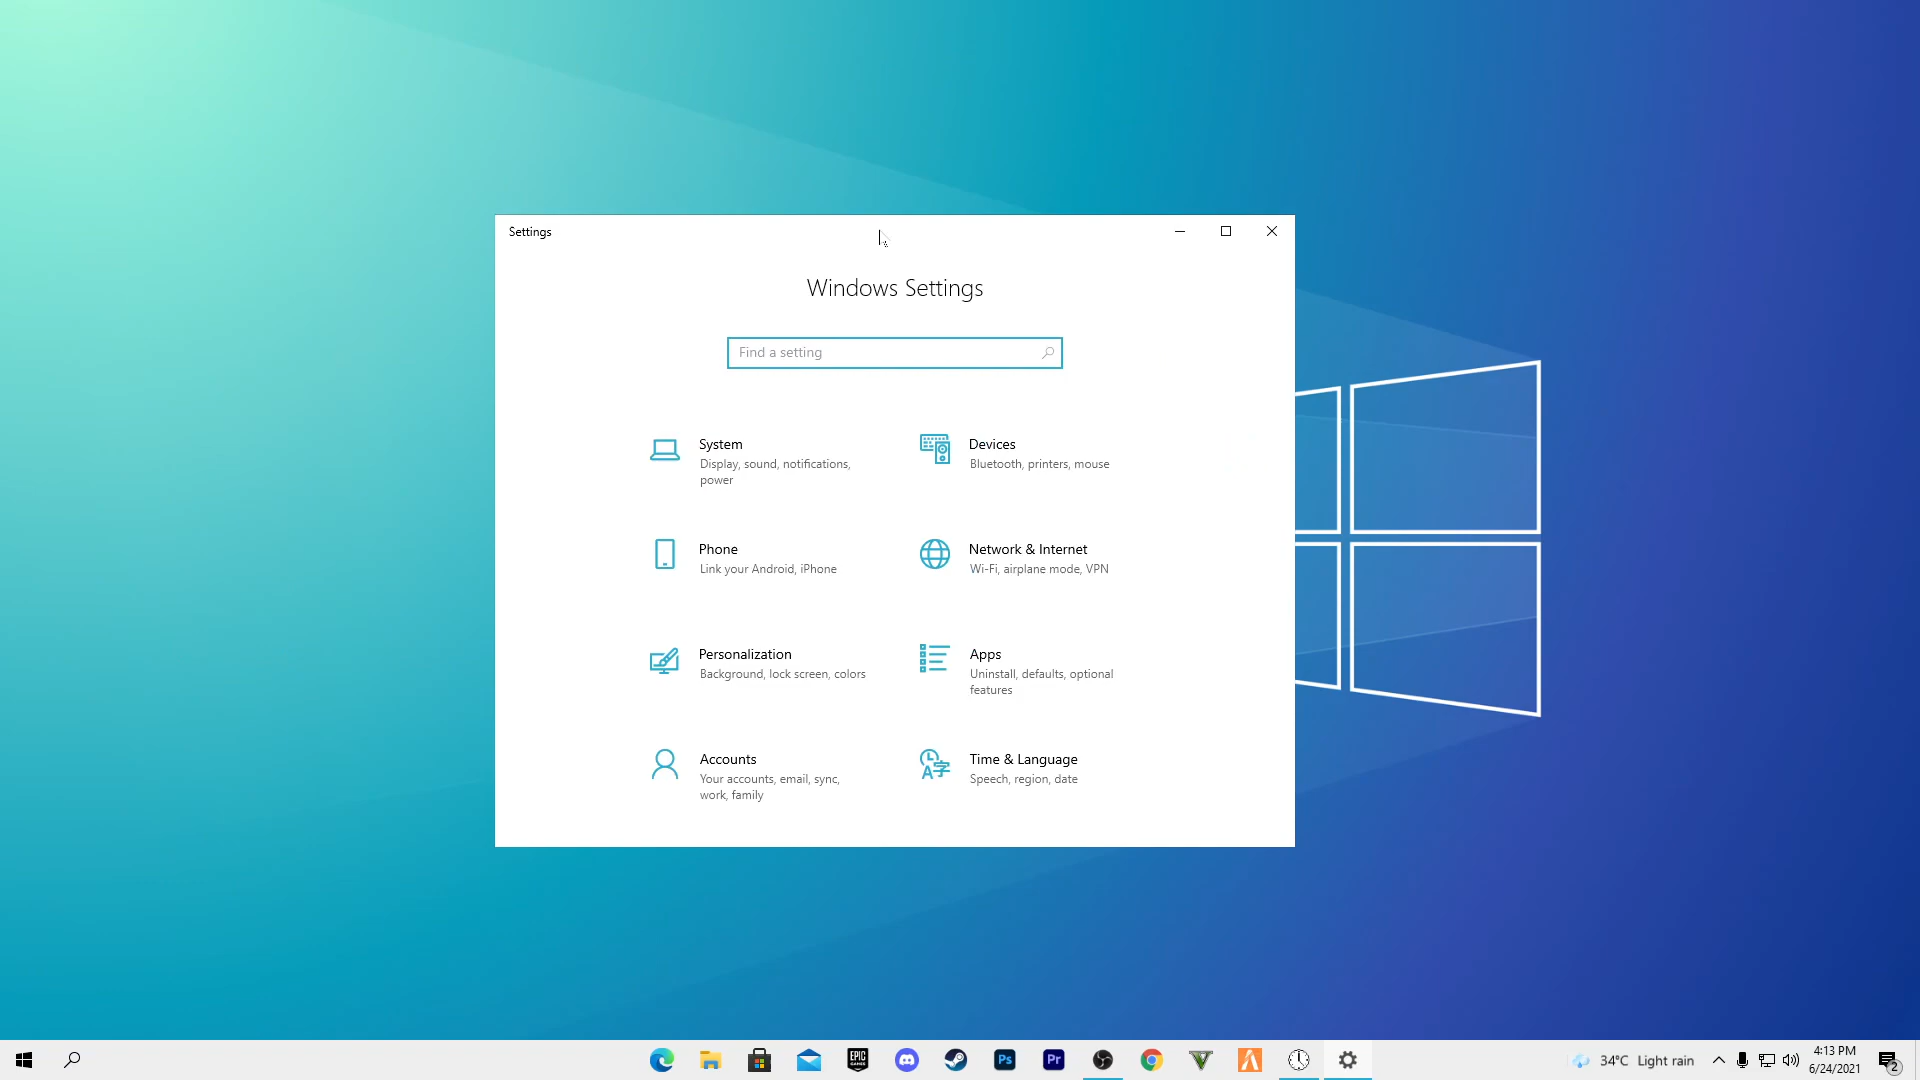 Settings
Windows Settings
Find a setting
System
Display, sound, notifications,
power
Devices
Bluetooth, printers, mouse
Phone
Link your Android, iPhone
Network & Internet
Wi-Fi, airplane mode, VPN
Personalization
Background, lock screen, colors
Apps
Uninstall, defaults, optional
features
Accounts
Your accounts, email, sync,
work, family
Time & Language
Speech, region, date
EPIC
GAMES
Ps
Pr
34°C Light rain
4:13 PM
6/24/2021
2